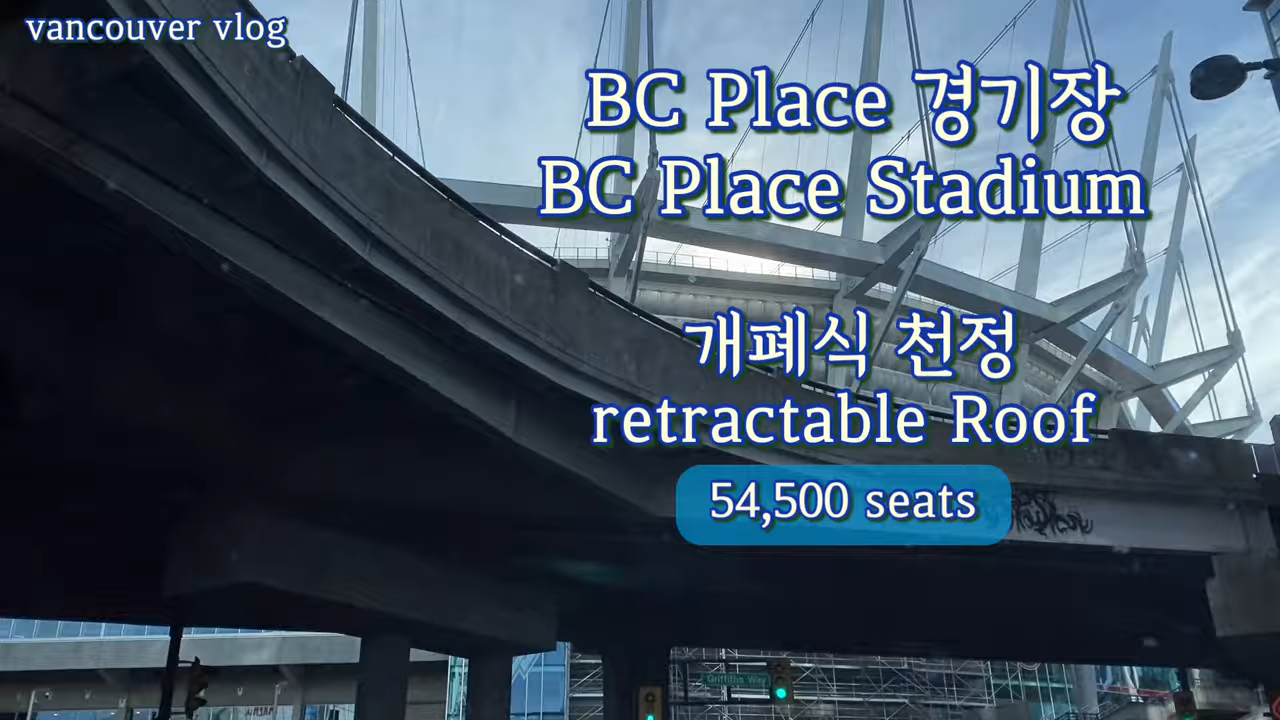 vancouver vlog
BC Place 경기장
BC Place Stadium
개폐식 천정
retractable Roof
54,500 seats
Griffiths Way